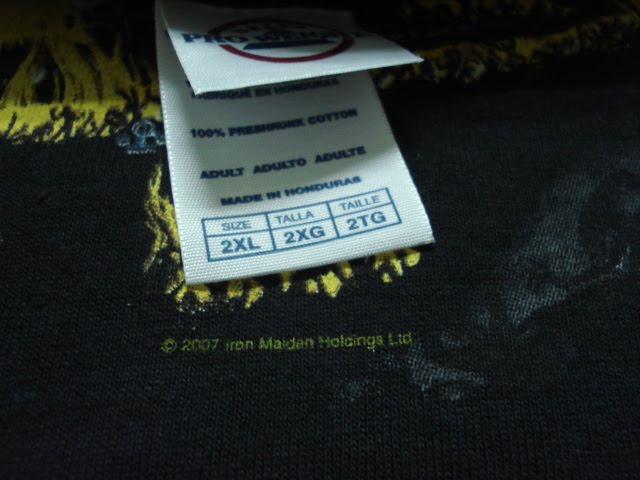 PRO WEIGHT
FABRIQUÉ EN HONDURAS
100% PRESHRUNK COTTON
ADULT ADULTO ADULTE
MADE IN HONDURAS
SIZE TALLA TAILLE
2XL 2XG 2TG
© 2007 Iron Maiden Holdings Ltd